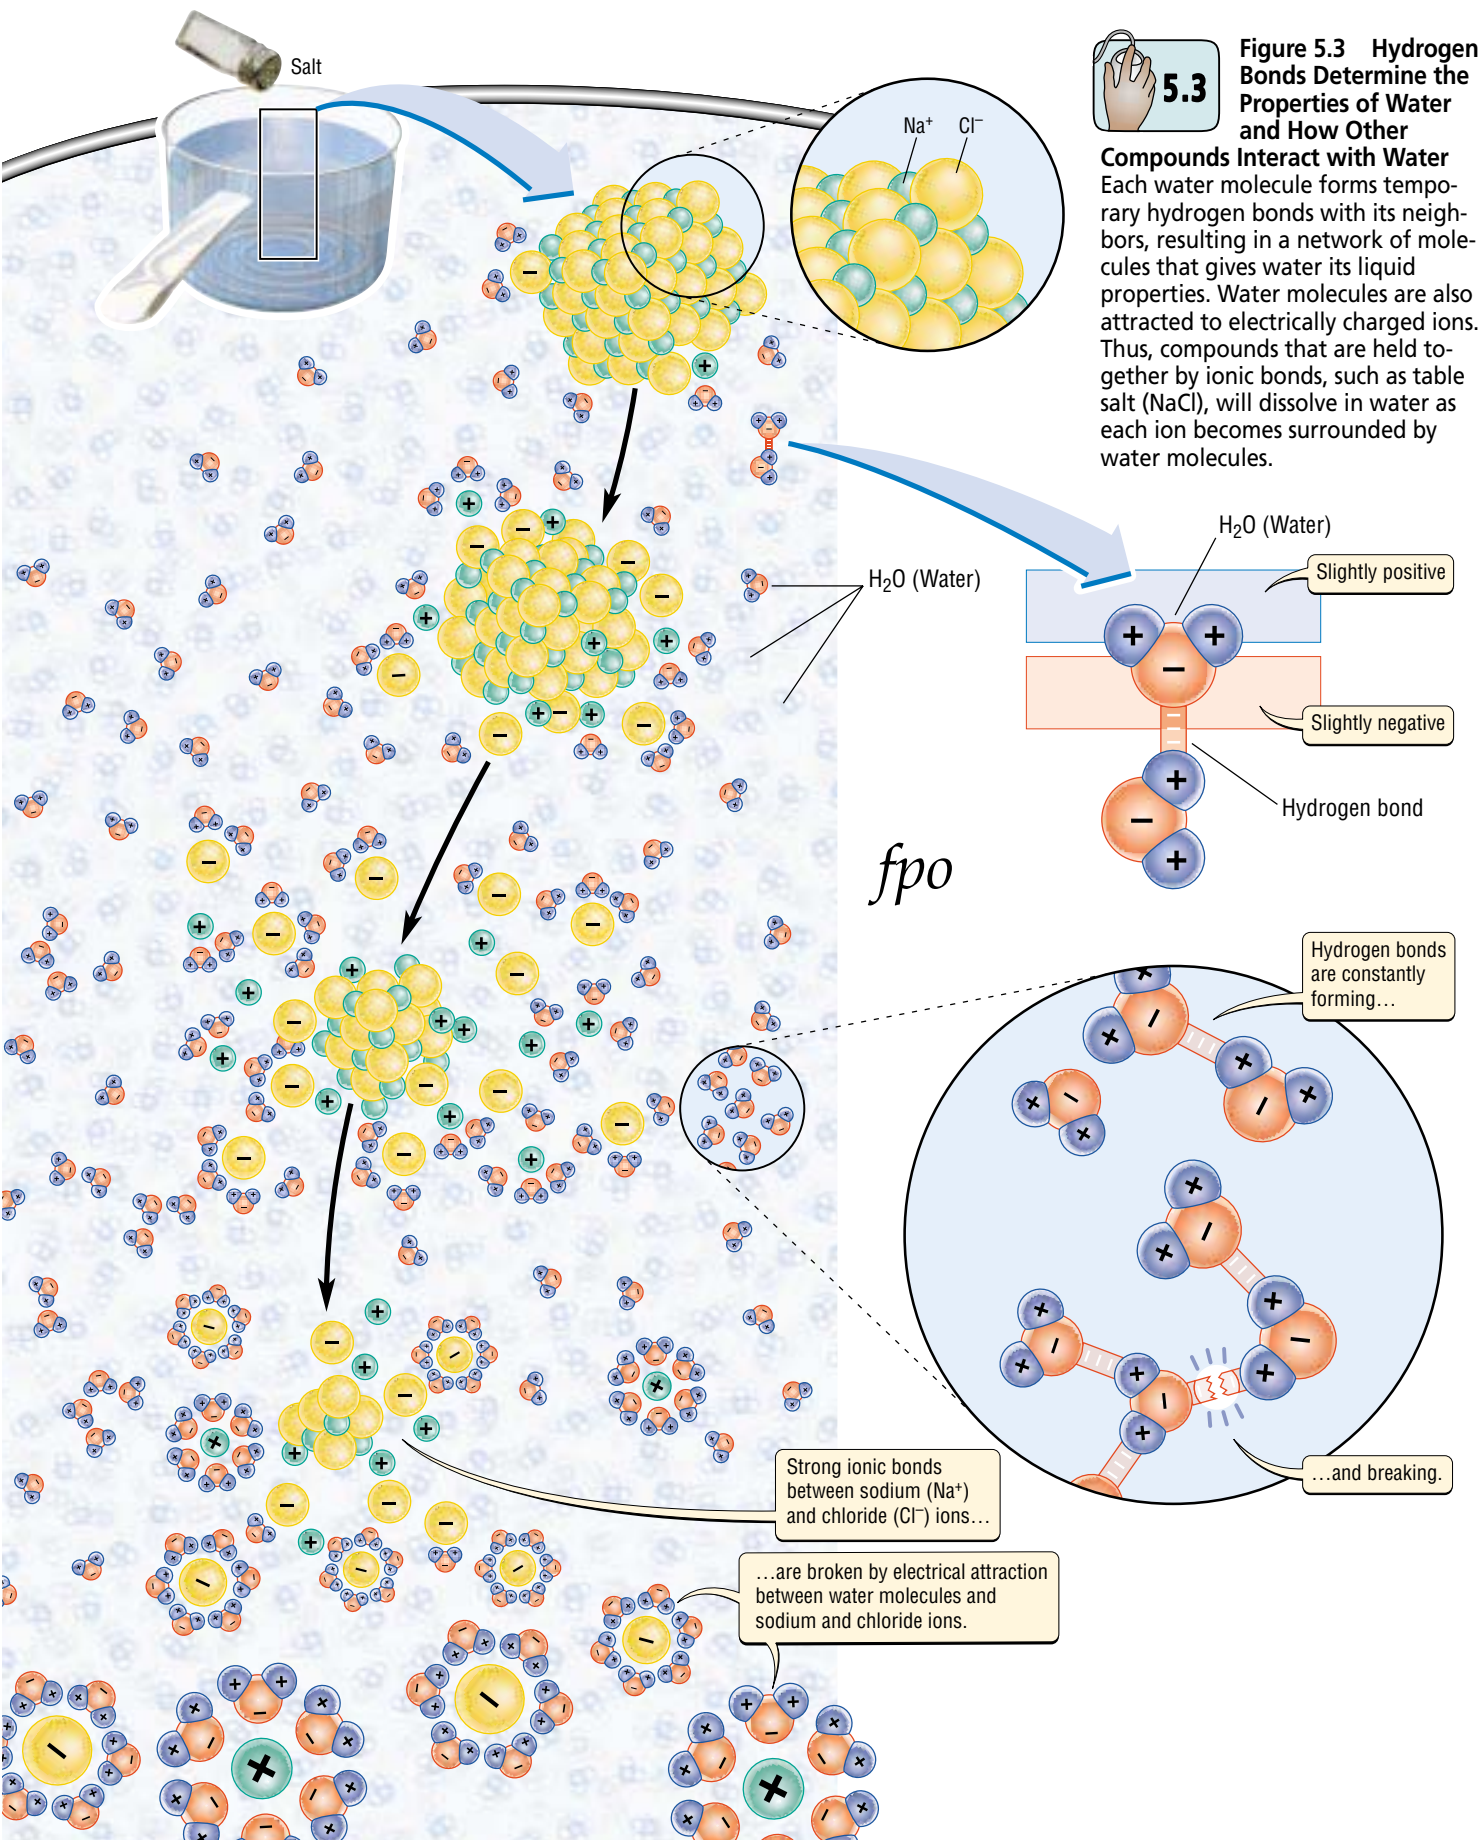 Salt
5.3
Figure 5.3 Hydrogen
Bonds Determine the
Properties of Water
and How Other
Compounds Interact with Water
Each water molecule forms tempo-
rary hydrogen bonds with its neigh-
bors, resulting in a network of mole-
cules that gives water its liquid
properties. Water molecules are also
attracted to electrically charged ions.
Thus, compounds that are held to-
gether by ionic bonds, such as table
salt (NaCl), will dissolve in water as
each ion becomes surrounded by
water molecules.
Na⁺ Cl⁻
H₂O (Water)
Slightly positive
H₂O (Water)
Slightly negative
Hydrogen bond
fpo
Hydrogen bonds
are constantly
forming…
…and breaking.
Strong ionic bonds
between sodium (Na⁺)
and chloride (Cl⁻) ions…
…are broken by electrical attraction
between water molecules and
sodium and chloride ions.